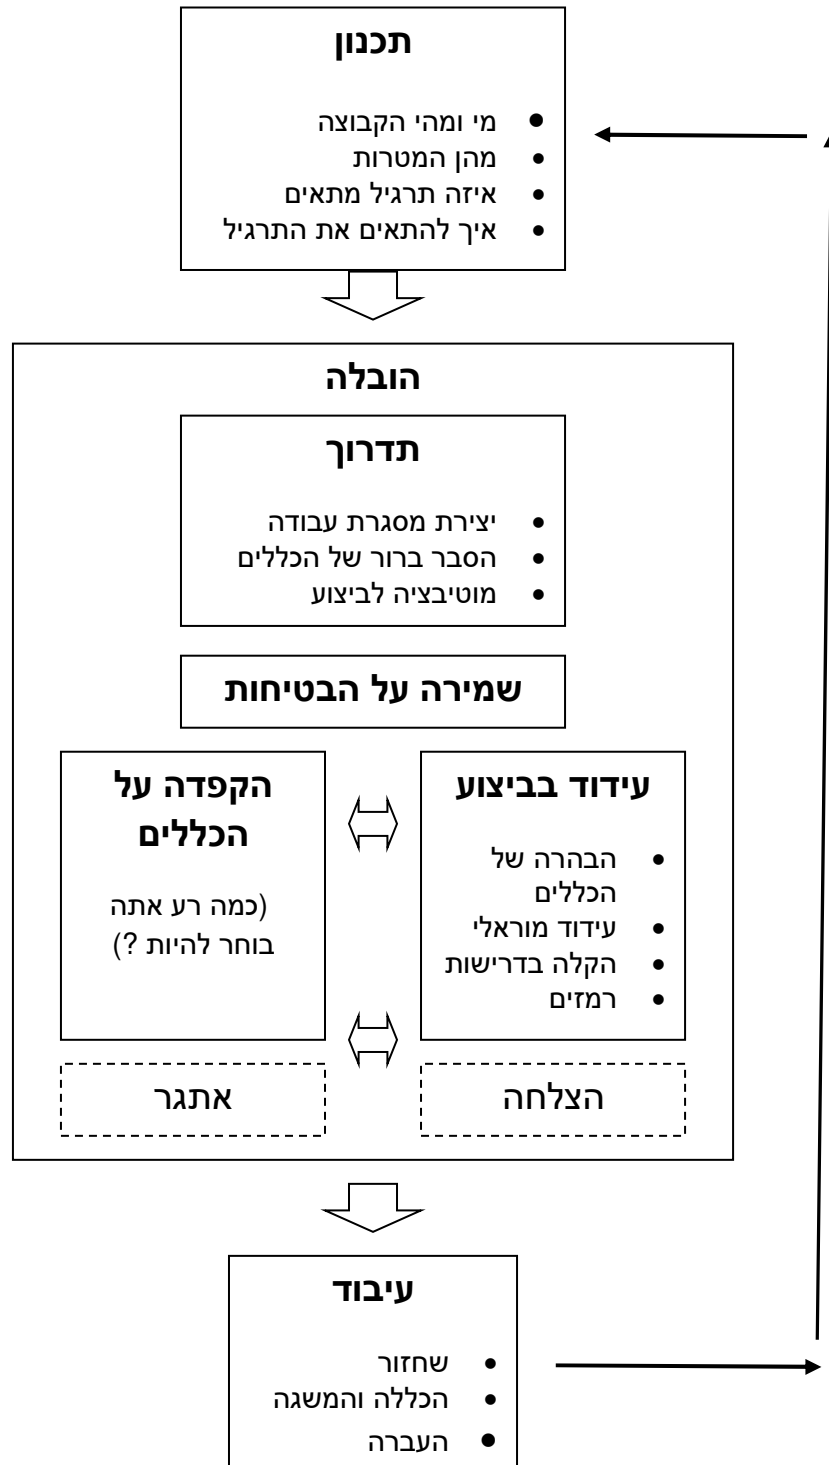 תכנון
• מי ומהי הקבוצה
• מהן המטרות
• איזה תרגיל מתאים
• איך להתאים את התרגיל
הובלה
תדרוך
• יצירת מסגרת עבודה
• הסבר ברור של הכללים
• מוטיבציה לביצוע
שמירה על הבטיחות
עידוד בביצוע
• הבהרה של
הכללים
• עידוד מוראלי
• הקלה בדרישות
• רמזים
הקפדה על
הכללים
(כמה רע אתה
בוחר להיות ?)
הצלחה
אתגר
עיבוד
• שחזור
• הכללה והמשגה
• העברה